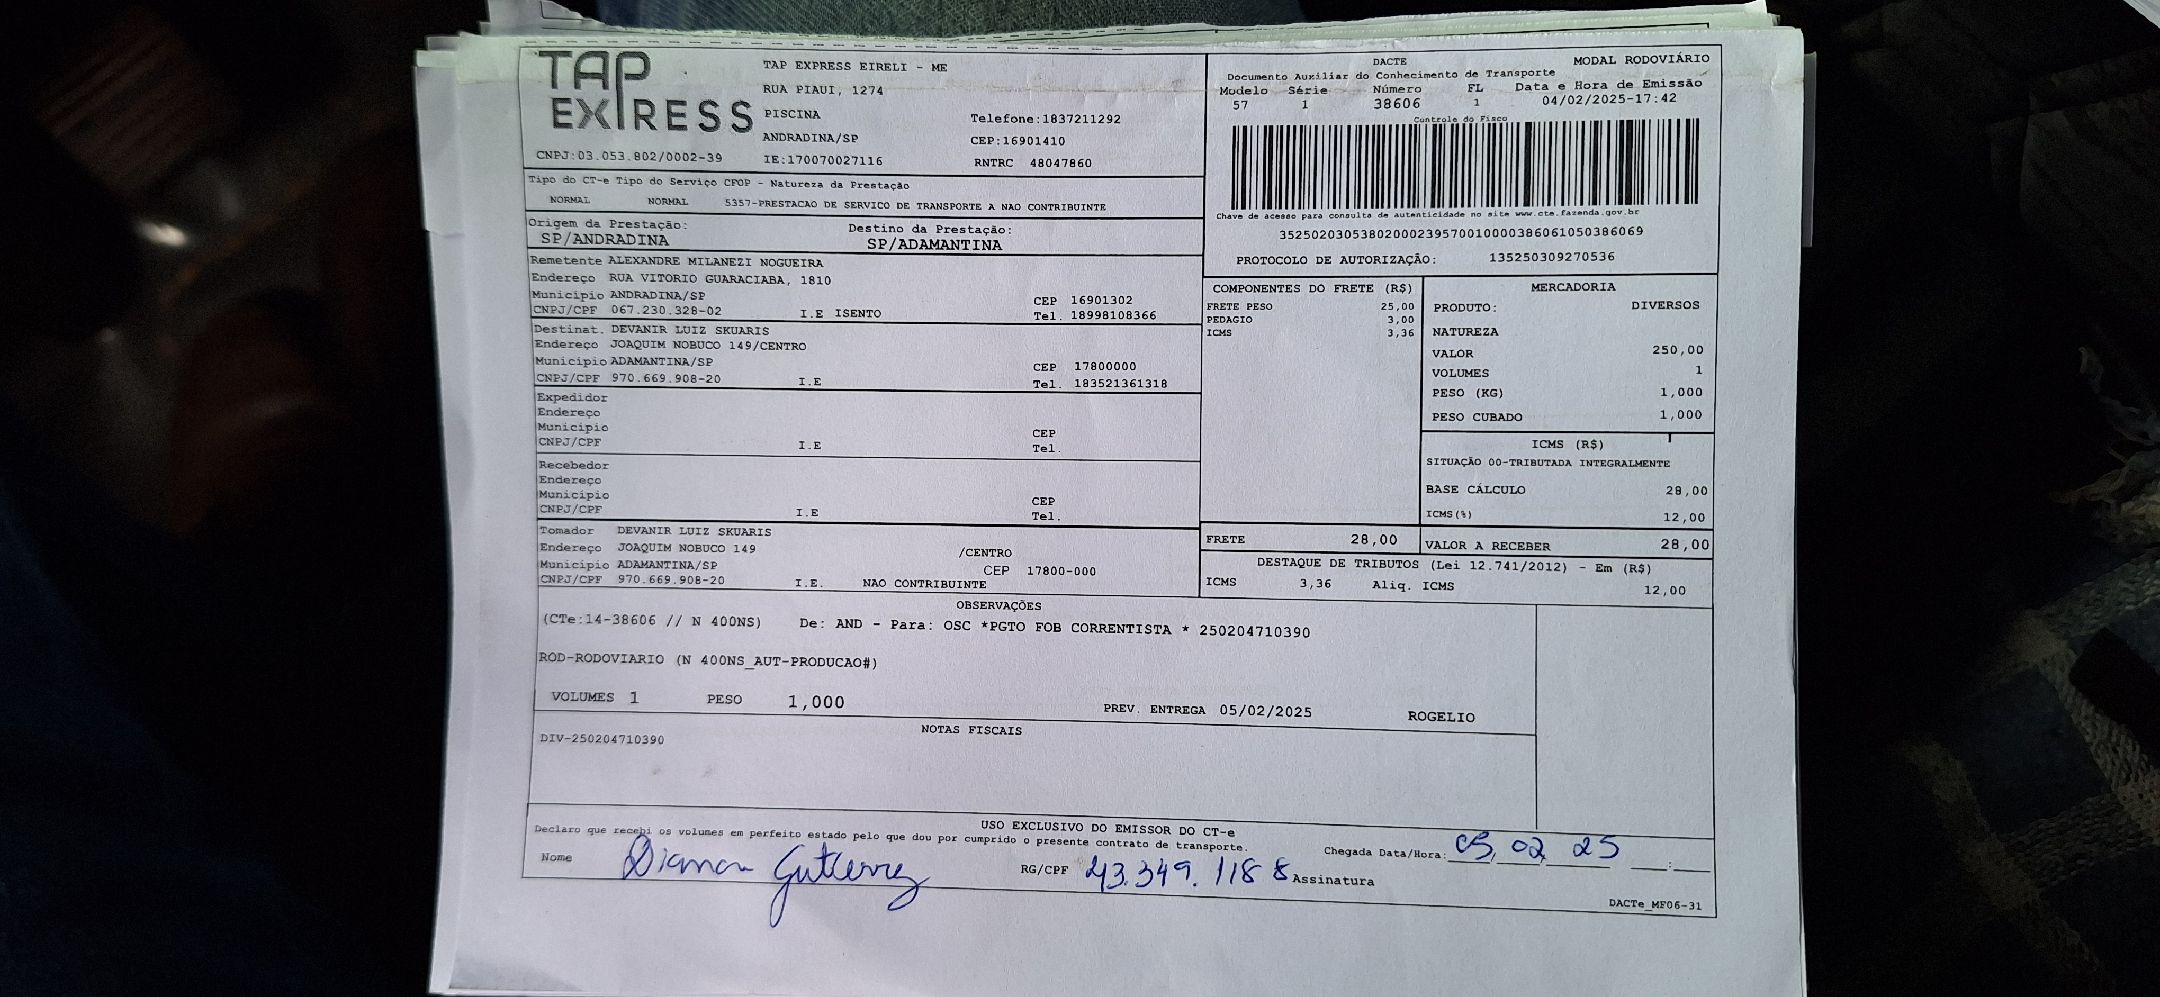 TAP
EXPRESS
CNPJ:03.053.802/0002-39
TAP EXPRESS EIRELI - ME
RUA PIAUI, 1274
PISCINA
ANDRADINA/SP
IE:170070027116
Telefone:1837211292
CEP:16901410
RNTRC 48047860
DACTE
MODAL RODOVIÁRIO
Documento Auxiliar do Conhecimento de Transporte
Modelo Série Número FL Data e Hora de Emissão
57 1 38606 1 04/02/2025-17:42
Controle do Fisco
Chave de acesso para consulta de autenticidade no site www.cte.fazenda.gov.br
35250203053802000239570010000386061050386069
PROTOCOLO DE AUTORIZAÇÃO: 135250309270536
Tipo do CT-e Tipo do Serviço CFOP - Natureza da Prestação
NORMAL NORMAL 5357-PRESTACAO DE SERVICO DE TRANSPORTE A NAO CONTRIBUINTE
Origem da Prestação: Destino da Prestação:
SP/ANDRADINA SP/ADAMANTINA
Remetente ALEXANDRE MILANEZI NOGUEIRA
Endereço RUA VITORIO GUARACIABA, 1810
Municipio ANDRADINA/SP CEP 16901302
CNPJ/CPF 067.230.328-02 I.E ISENTO Tel. 18998108366
Destinat. DEVANIR LUIZ SKUARIS
Endereço JOAQUIM NOBUCO 149/CENTRO
Municipio ADAMANTINA/SP CEP 17800000
CNPJ/CPF 970.669.908-20 I.E Tel. 183521361318
Expedidor
Endereço
Municipio CEP
CNPJ/CPF I.E Tel.
Recebedor
Endereço
Municipio CEP
CNPJ/CPF I.E Tel.
Tomador DEVANIR LUIZ SKUARIS
Endereço JOAQUIM NOBUCO 149 /CENTRO
Municipio ADAMANTINA/SP CEP 17800-000
CNPJ/CPF 970.669.908-20 I.E. NAO CONTRIBUINTE
COMPONENTES DO FRETE (R$)
FRETE PESO 25,00
PEDAGIO 3,00
ICMS 3,36
MERCADORIA
PRODUTO: DIVERSOS
NATUREZA
VALOR 250,00
VOLUMES 1
PESO (KG) 1,000
PESO CUBADO 1,000
ICMS (R$)
SITUAÇÃO 00-TRIBUTADA INTEGRALMENTE
BASE CÁLCULO 28,00
ICMS(%) 12,00
FRETE 28,00 VALOR A RECEBER 28,00
DESTAQUE DE TRIBUTOS (Lei 12.741/2012) - Em (R$)
ICMS 3,36 Aliq. ICMS 12,00
OBSERVAÇÕES
(CTe:14-38606 // N 400NS) De: AND - Para: OSC *PGTO FOB CORRENTISTA * 250204710390
ROD-RODOVIARIO (N 400NS_AUT-PRODUCAO#)
VOLUMES 1 PESO 1,000 PREV. ENTREGA 05/02/2025 ROGELIO
NOTAS FISCAIS
DIV-250204710390
USO EXCLUSIVO DO EMISSOR DO CT-e
Declaro que recebi os volumes em perfeito estado pelo que dou por cumprido o presente contrato de transporte.
Chegada Data/Hora: 05, 02 25 __:__
Nome RG/CPF 43.349.118 8 Assinatura
DACTe_MF06-31